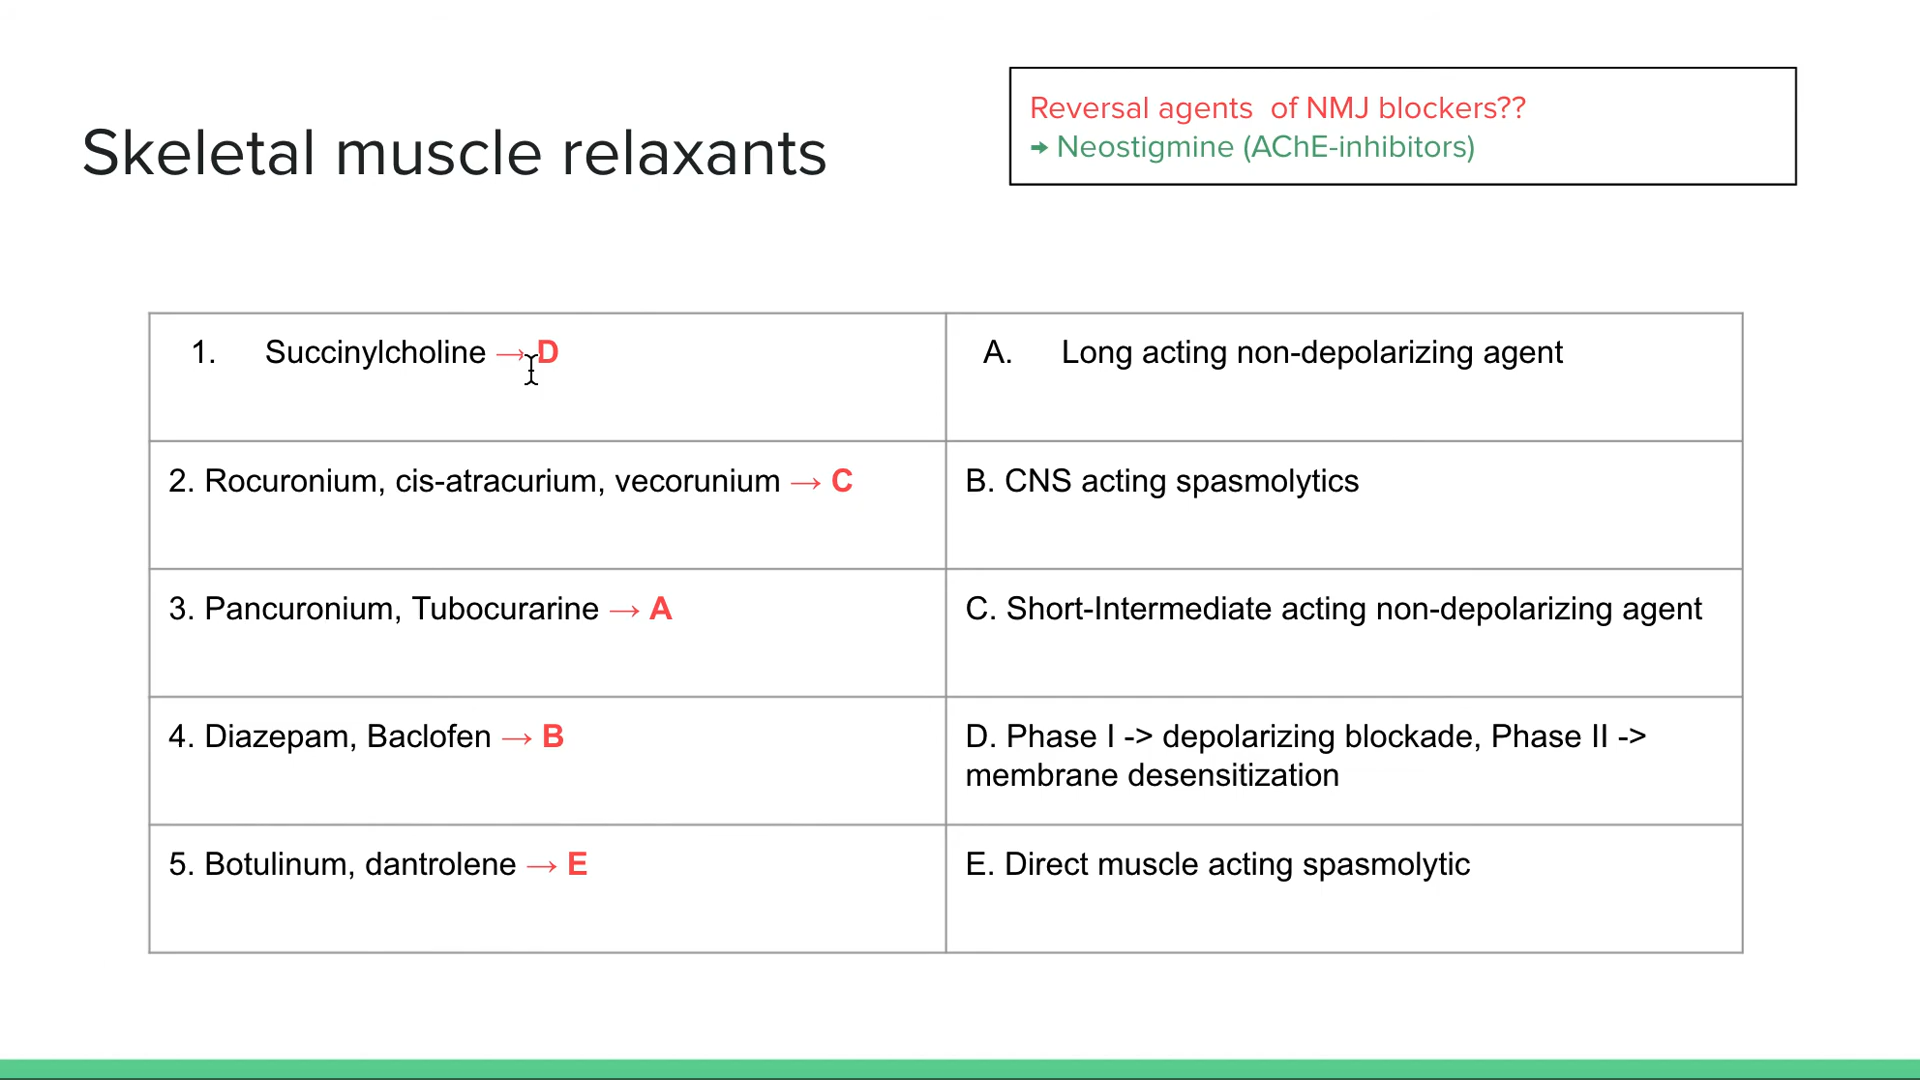 Skeletal muscle relaxants
Reversal agents  of NMJ blockers??
➔ Neostigmine (AChE-inhibitors)
1. Succinylcholine → D
A. Long acting non-depolarizing agent
2. Rocuronium, cis-atracurium, vecorunium → C
B. CNS acting spasmolytics
3. Pancuronium, Tubocurarine → A
C. Short-Intermediate acting non-depolarizing agent
4. Diazepam, Baclofen → B
D. Phase I -> depolarizing blockade, Phase II ->
membrane desensitization
5. Botulinum, dantrolene → E
E. Direct muscle acting spasmolytic